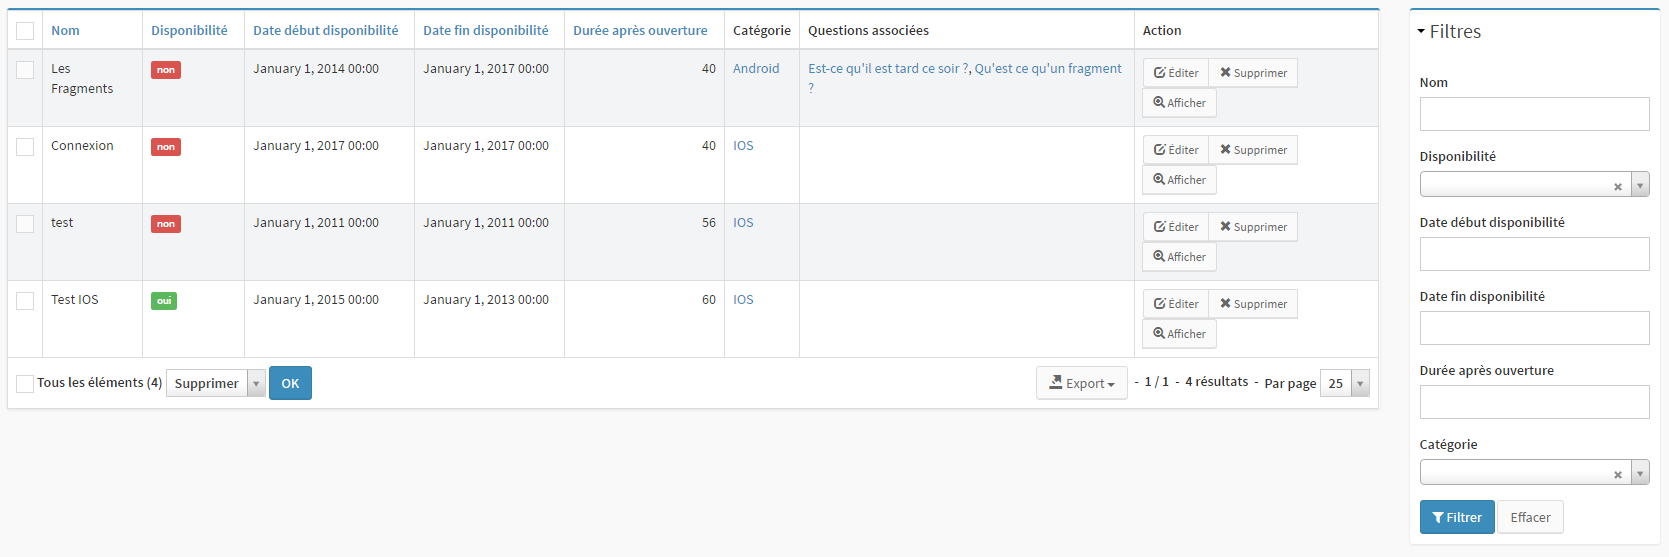 Nom Disponibilité Date début disponibilité Date fin disponibilité Durée après ouverture Catégorie Questions associées Action
Les Fragments non January 1, 2014 00:00 January 1, 2017 00:00 40 Android Est-ce qu'il est tard ce soir ?, Qu'est ce qu'un fragment ? Éditer Supprimer
Afficher
Connexion non January 1, 2017 00:00 January 1, 2017 00:00 40 IOS Éditer Supprimer
Afficher
test non January 1, 2011 00:00 January 1, 2011 00:00 56 IOS Éditer Supprimer
Afficher
Test IOS oui January 1, 2015 00:00 January 1, 2013 00:00 60 IOS Éditer Supprimer
Afficher
Tous les éléments (4) Supprimer OK Export - 1 / 1 - 4 résultats - Par page 25
Filtres
Nom
Disponibilité
Date début disponibilité
Date fin disponibilité
Durée après ouverture
Catégorie
Filtrer Effacer